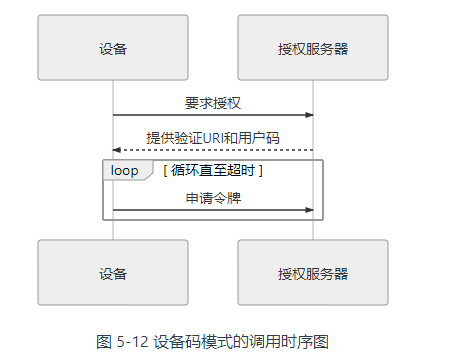 设备 授权服务器
要求授权
提供验证URI和用户码
loop [ 循环直至超时 ]
申请令牌
设备 授权服务器
图 5-12 设备码模式的调用时序图